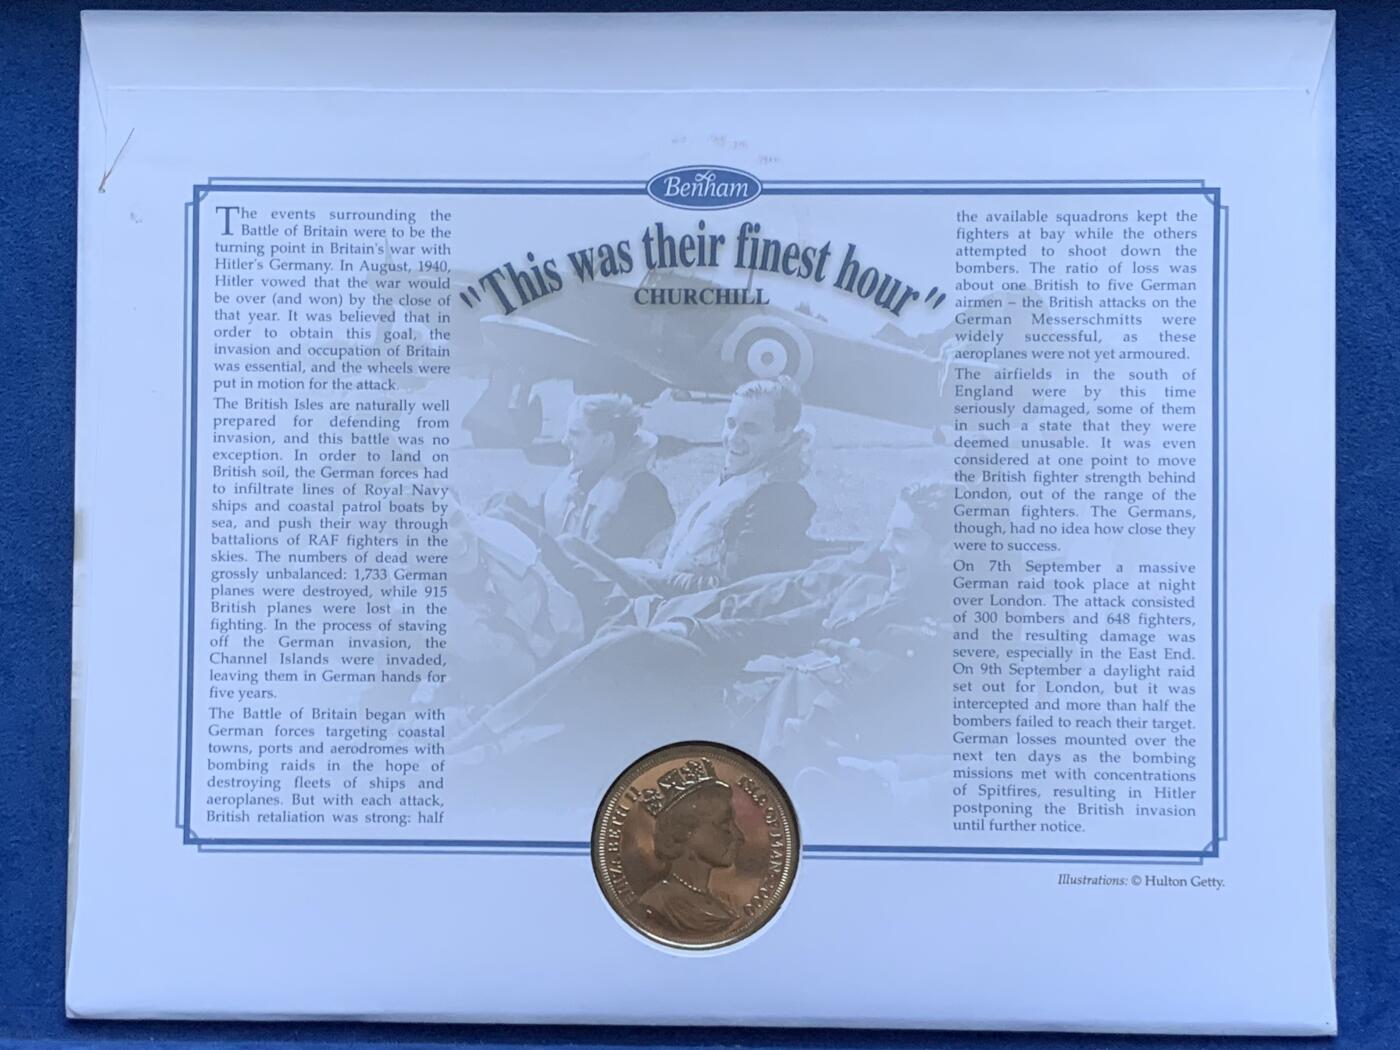 Benham
"This was their finest hour"
CHURCHILL
The events surrounding the
Battle of Britain were to be the
turning point in Britain's war with
Hitler's Germany. In August, 1940,
Hitler vowed that the war would
be over (and won) by the close of
that year. It was believed that in
order to obtain this goal, the
invasion and occupation of Britain
was essential, and the wheels were
put in motion for the attack.
The British Isles are naturally well
prepared for defending from
invasion, and this battle was no
exception. In order to land on
British soil, the German forces had
to infiltrate lines of Royal Navy
ships and coastal patrol boats by
sea, and push their way through
battalions of RAF fighters in the
skies. The numbers of dead were
grossly unbalanced: 1,733 German
planes were destroyed, while 915
British planes were lost in the
fighting. In the process of staving
off the German invasion, the
Channel Islands were invaded,
leaving them in German hands for
five years.
The Battle of Britain began with
German forces targeting coastal
towns, ports and aerodromes with
bombing raids in the hope of
destroying fleets of ships and
aeroplanes. But with each attack,
British retaliation was strong: half
the available squadrons kept the
fighters at bay while the others
attempted to shoot down the
bombers. The ratio of loss was
about one British to five German
airmen – the British attacks on the
German Messerschmitts were
widely successful, as these
aeroplanes were not yet armoured.
The airfields in the south of
England were by this time
seriously damaged, some of them
in such a state that they were
deemed unusable. It was even
considered at one point to move
the British fighter strength behind
London, out of the range of the
German fighters. The Germans,
though, had no idea how close they
were to success.
On 7th September a massive
German raid took place at night
over London. The attack consisted
of 300 bombers and 648 fighters,
and the resulting damage was
severe, especially in the East End.
On 9th September a daylight raid
set out for London, but it was
intercepted and more than half the
bombers failed to reach their target.
German losses mounted over the
next ten days as the bombing
missions met with concentrations
of Spitfires, resulting in Hitler
postponing the British invasion
until further notice.
ELIZABETH II
ISLE OF MAN · 2000
Illustrations: © Hulton Getty.